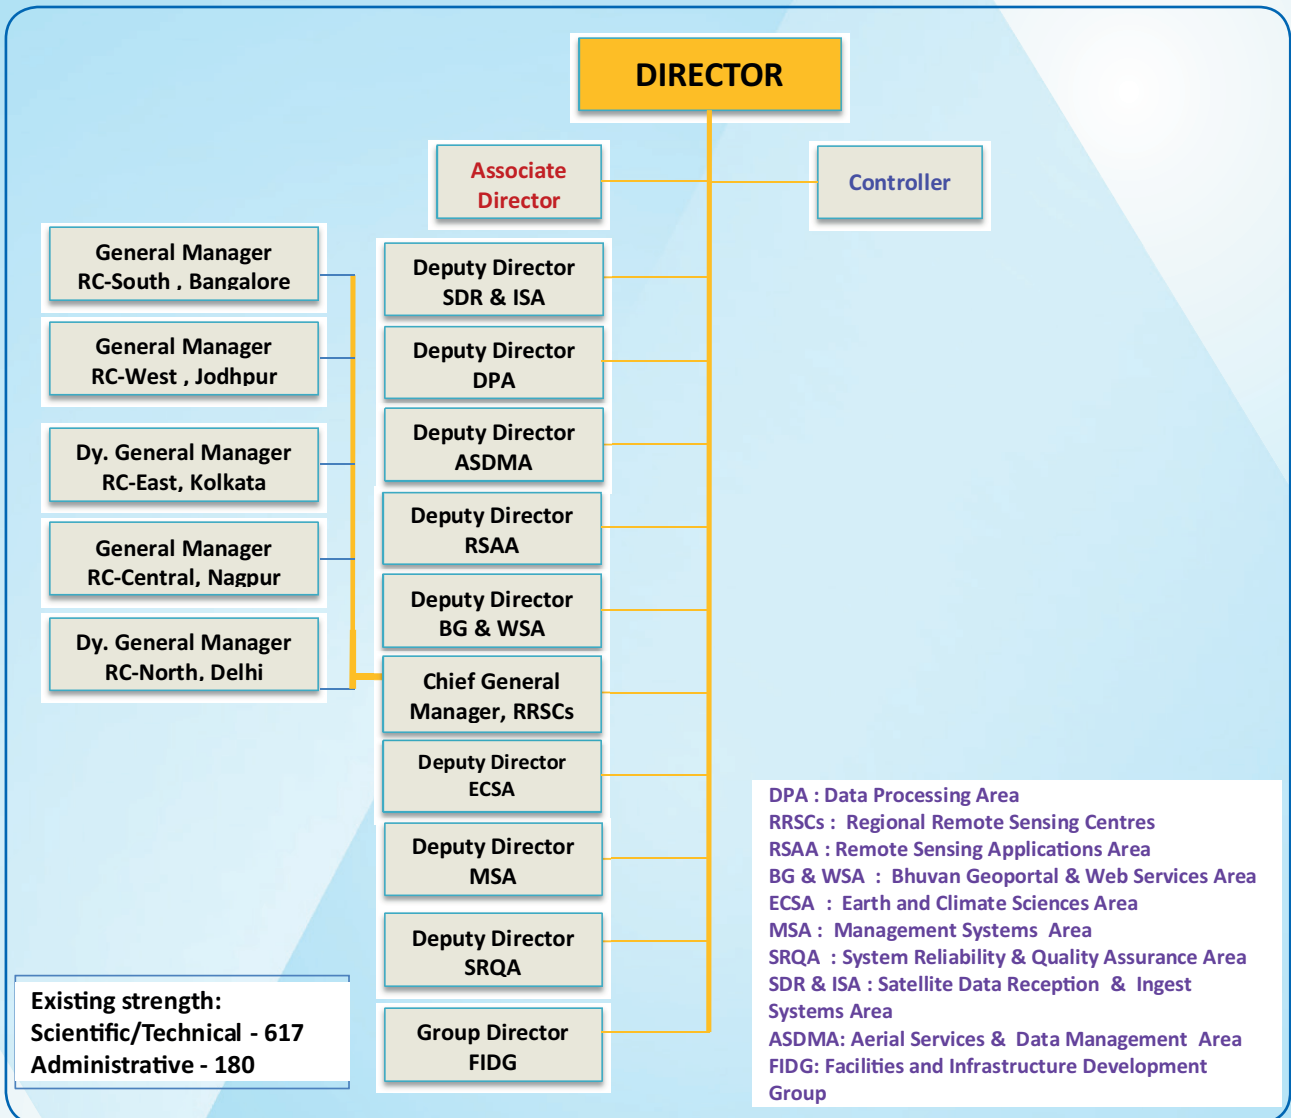 DIRECTOR
Associate
Director
Controller
General Manager
RC-South , Bangalore
General Manager
RC-West , Jodhpur
Dy. General Manager
RC-East, Kolkata
General Manager
RC-Central, Nagpur
Dy. General Manager
RC-North, Delhi
Deputy Director
SDR & ISA
Deputy Director
DPA
Deputy Director
ASDMA
Deputy Director
RSAA
Deputy Director
BG & WSA
Chief General
Manager, RRSCs
Deputy Director
ECSA
Deputy Director
MSA
Deputy Director
SRQA
Group Director
FIDG
Existing strength:
Scientific/Technical - 617
Administrative - 180
DPA : Data Processing Area
RRSCs :  Regional Remote Sensing Centres
RSAA : Remote Sensing Applications Area
BG & WSA  :  Bhuvan Geoportal & Web Services Area
ECSA  :  Earth and Climate Sciences Area
MSA :  Management Systems  Area
SRQA  : System Reliability & Quality Assurance Area
SDR & ISA : Satellite Data Reception  &  Ingest
Systems Area
ASDMA: Aerial Services &  Data Management  Area
FIDG: Facilities and Infrastructure Development
Group